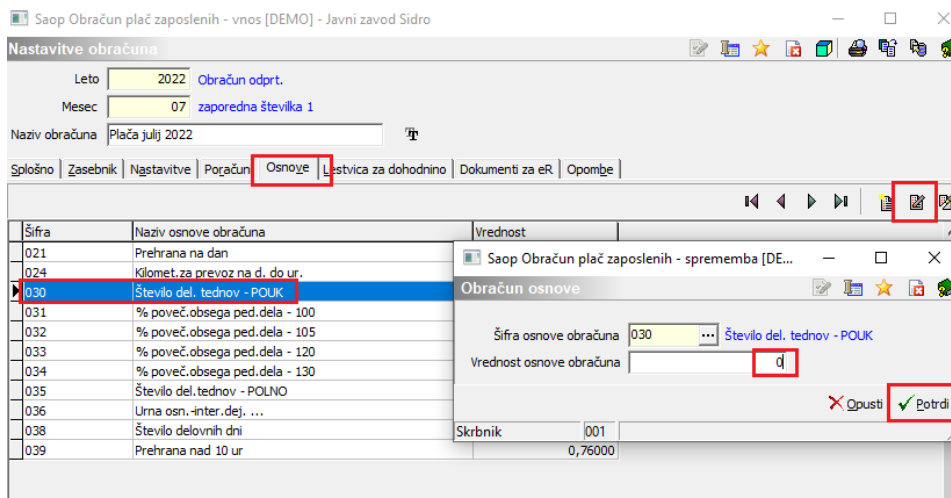 Saop Obračun plač zaposlenih - vnos [DEMO] - Javni zavod Sidro
Nastavitve obračuna
Leto 2022 Obračun odprt.
Mesec 07 zaporedna številka 1
Naziv obračuna Plača julij 2022
Splošno Zasebnik Nastavitve Poračun Osnove Lestvica za dohodnino Dokumenti za eR Opombe
Šifra Naziv osnove obračuna Vrednost
021 Prehrana na dan
024 Kilomet.za prevoz na d. do ur.
030 Število del. tednov - POUK
031 % poveč.obsega ped.dela - 100
032 % poveč.obsega ped.dela - 105
033 % poveč.obsega ped.dela - 120
034 % poveč.obsega ped.dela - 130
035 Število del.tednov - POLNO
036 Urna osn.-inter.dej. ...
038 Število delovnih dni
039 Prehrana nad 10 ur 0,76000
Saop Obračun plač zaposlenih - sprememba [DE...
Obračun osnove
Šifra osnove obračuna 030 ... Število del. tednov - POUK
Vrednost osnove obračuna 0
Opusti Potrdi
Skrbnik 001